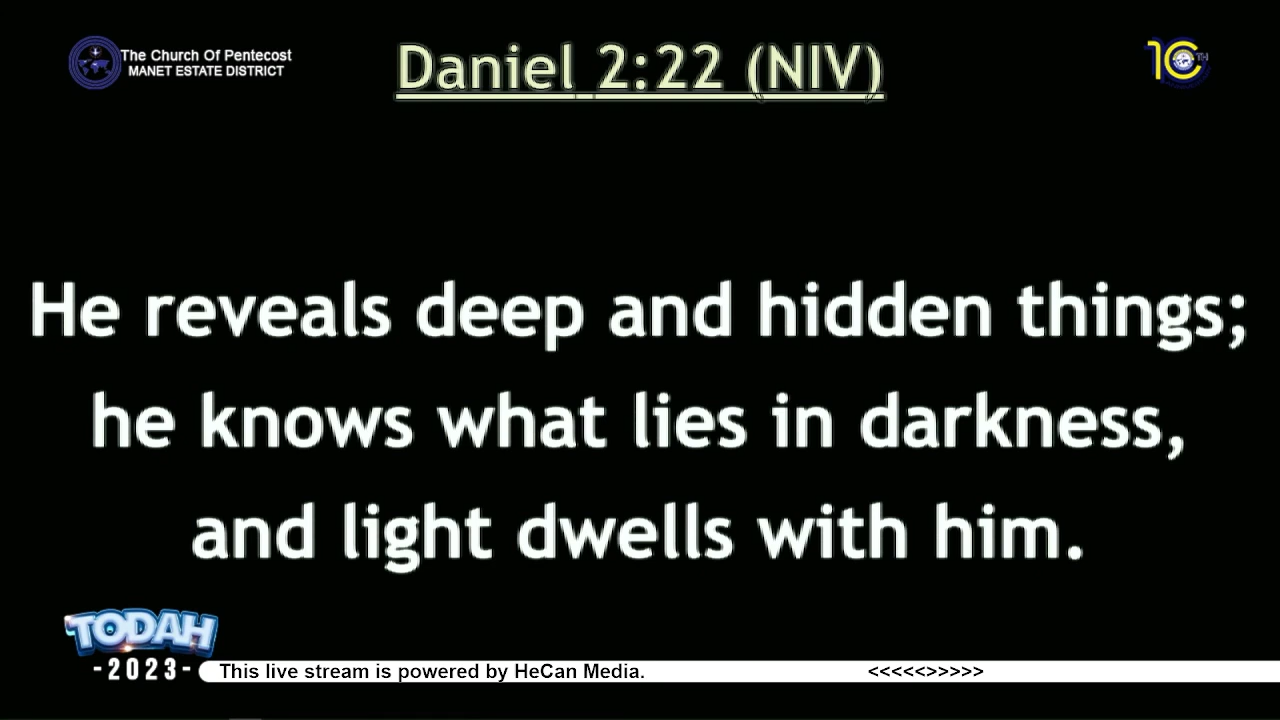 The Church Of Pentecost
MANET ESTATE DISTRICT
Daniel 2:22 (NIV)
10TH
He reveals deep and hidden things;
he knows what lies in darkness,
and light dwells with him.
TODAH
-2023-
This live stream is powered by HeCan Media. <<<<<>>>>>